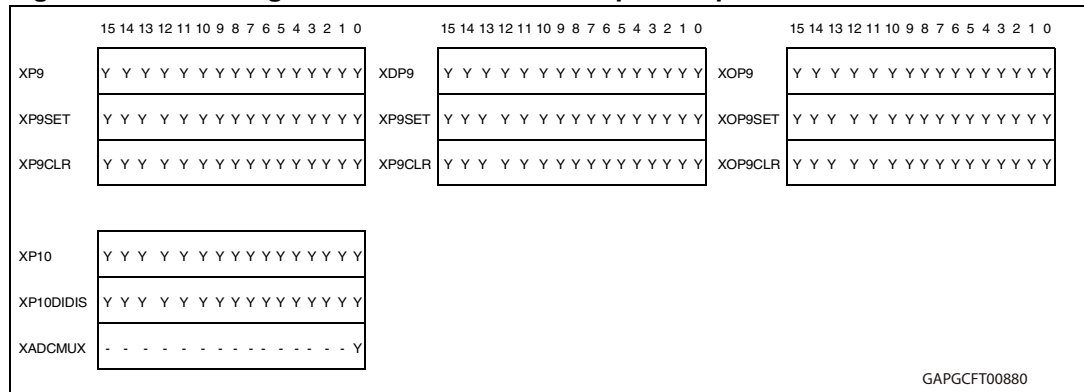 15 14 13 12 11 10 9 8 7 6 5 4 3 2 1 0 15 14 13 12 11 10 9 8 7 6 5 4 3 2 1 0 15 14 13 12 11 10 9 8 7 6 5 4 3 2 1 0
XP9 Y Y Y Y Y Y Y Y Y Y Y Y Y Y Y Y XDP9 Y Y Y Y Y Y Y Y Y Y Y Y Y Y Y Y XOP9 Y Y Y Y Y Y Y Y Y Y Y Y Y Y Y Y
XP9SET Y Y Y Y Y Y Y Y Y Y Y Y Y Y Y Y XP9SET Y Y Y Y Y Y Y Y Y Y Y Y Y Y Y Y XOP9SET Y Y Y Y Y Y Y Y Y Y Y Y Y Y Y Y
XP9CLR Y Y Y Y Y Y Y Y Y Y Y Y Y Y Y Y XP9CLR Y Y Y Y Y Y Y Y Y Y Y Y Y Y Y Y XOP9CLR Y Y Y Y Y Y Y Y Y Y Y Y Y Y Y Y
XP10 Y Y Y Y Y Y Y Y Y Y Y Y Y Y Y Y
XP10DIDIS Y Y Y Y Y Y Y Y Y Y Y Y Y Y Y Y
XADCMUX - - - - - - - - - - - - - - - Y
GAPGCFT00880